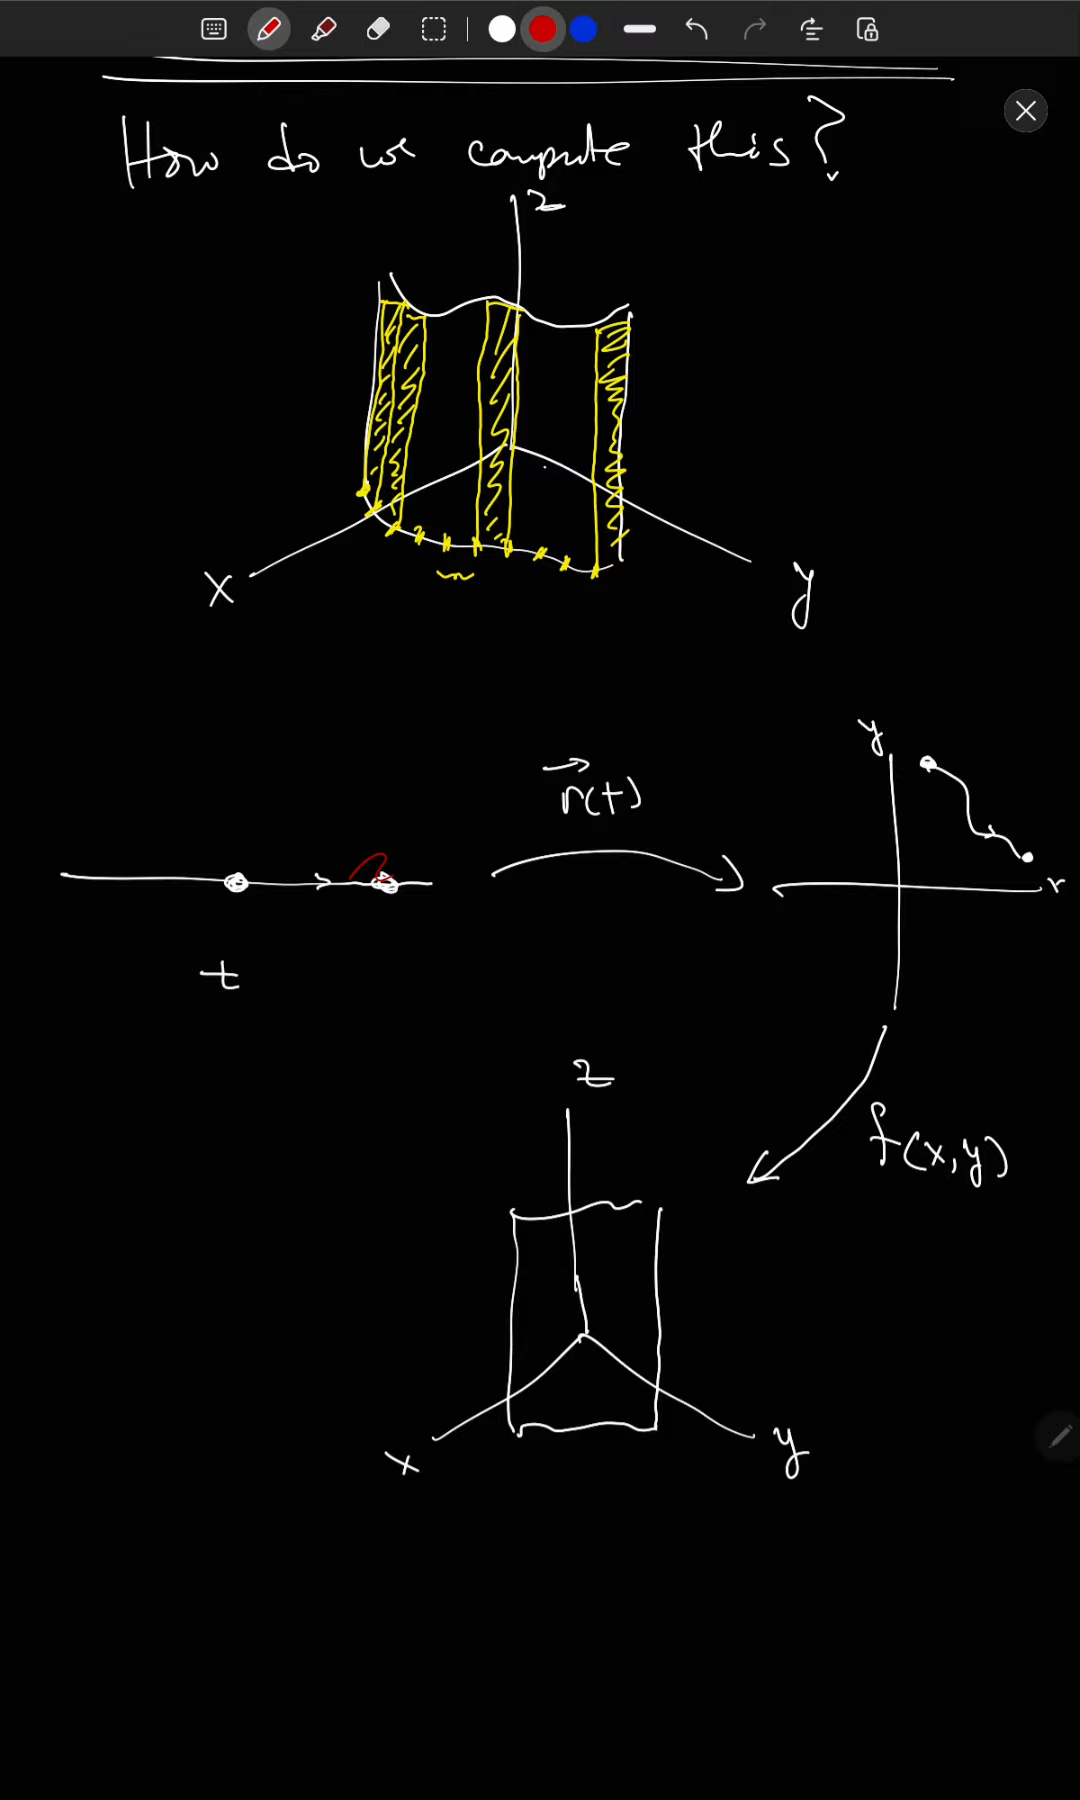 How do we compute this?
z
x
y
y
r(t)
r
t
z
f(x,y)
x
y